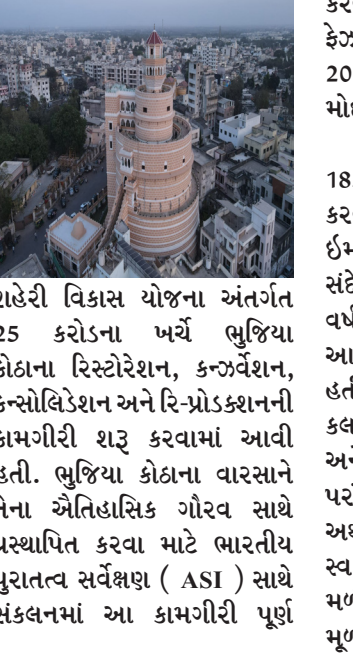 શહેરી વિકાસ યોજના અંતર્ગત
25 કરોડના ખર્ચે ભુજિયા
કોઠાના રિસ્ટોરેશન, કન્ઝર્વેશન,
કન્સોલિડેશન અને રિ-પ્રોડક્શનની
કામગીરી શરૂ કરવામાં આવી
હતી. ભુજિયા કોઠાના વારસાને
તેના ઐતિહાસિક ગૌરવ સાથે
પ્રસ્થાપિત કરવા માટે ભારતીય
પુરાતત્વ સર્વેક્ષણ ( ASI ) સાથે
સંકલનમાં આ કામગીરી પૂર્ણ